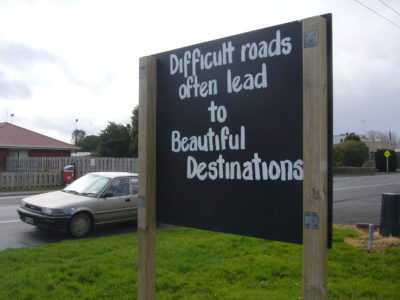 Difficult roads
often lead
to
Beautiful
Destinations